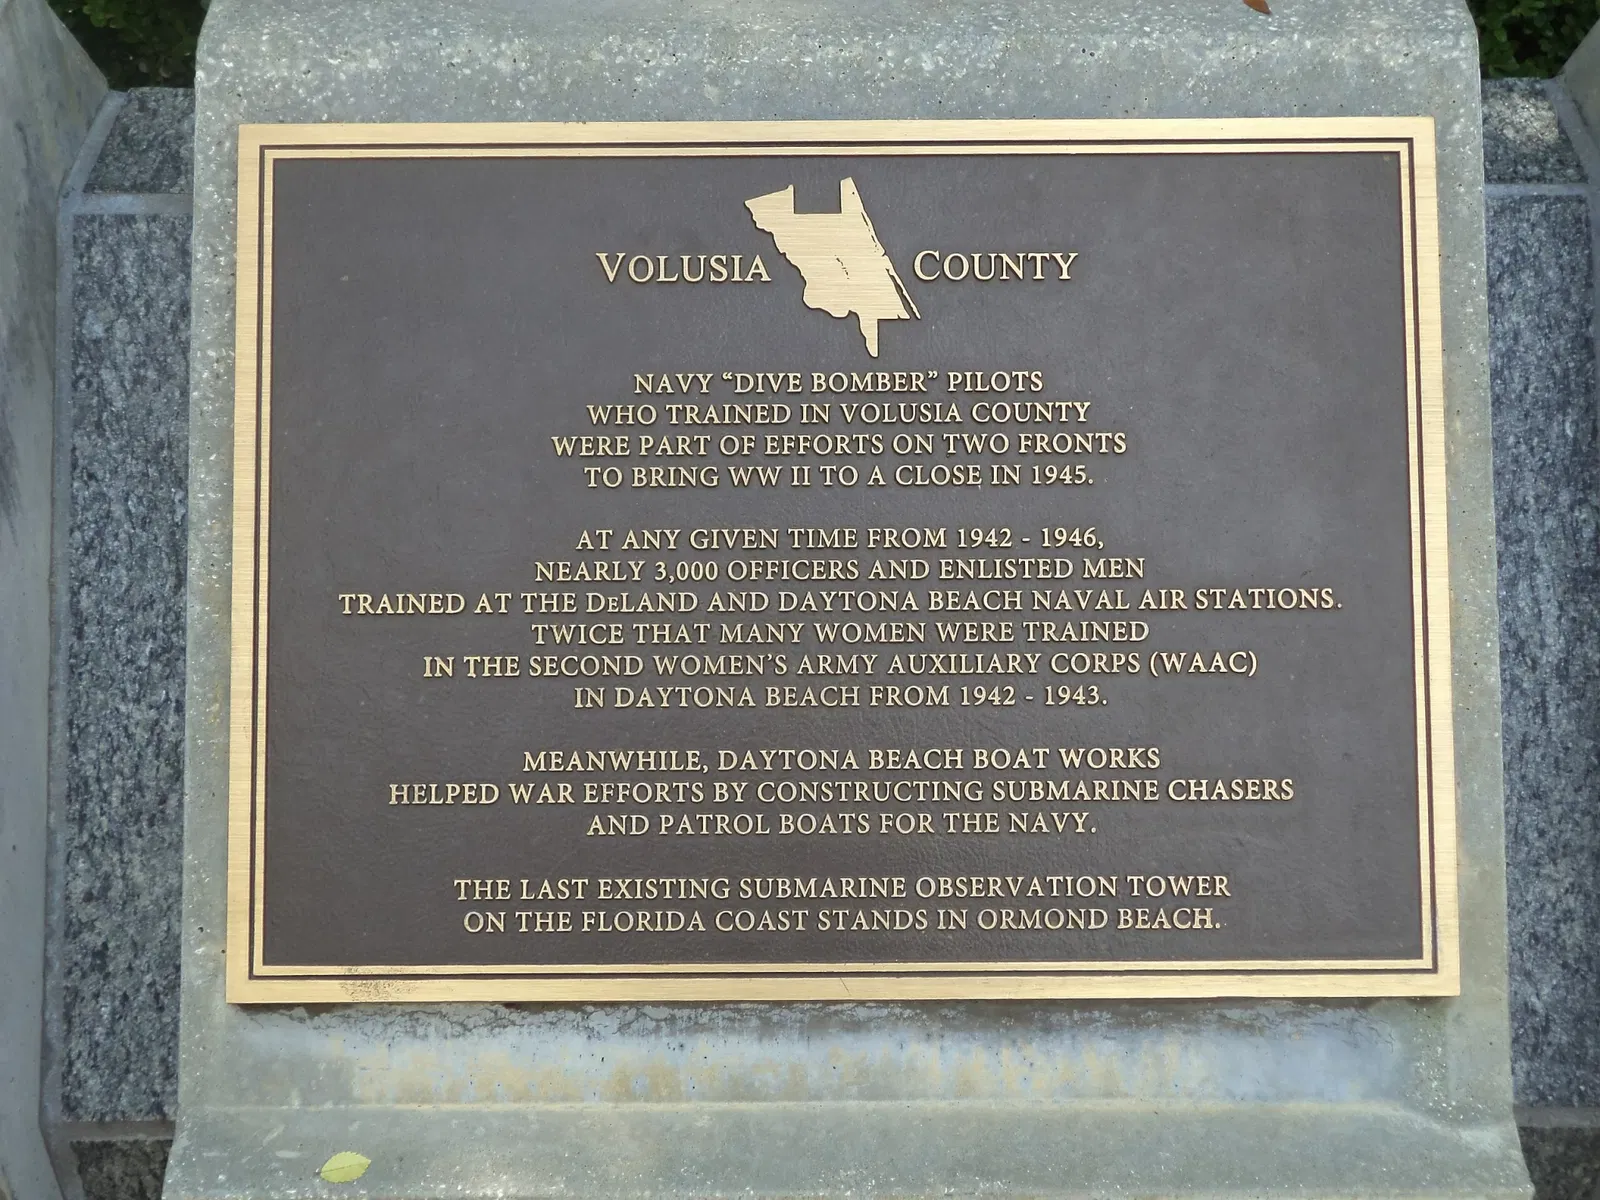 VOLUSIA COUNTY
NAVY “DIVE BOMBER” PILOTS
WHO TRAINED IN VOLUSIA COUNTY
WERE PART OF EFFORTS ON TWO FRONTS
TO BRING WW II TO A CLOSE IN 1945.
AT ANY GIVEN TIME FROM 1942 - 1946,
NEARLY 3,000 OFFICERS AND ENLISTED MEN
TRAINED AT THE DeLAND AND DAYTONA BEACH NAVAL AIR STATIONS.
TWICE THAT MANY WOMEN WERE TRAINED
IN THE SECOND WOMEN’S ARMY AUXILIARY CORPS (WAAC)
IN DAYTONA BEACH FROM 1942 - 1943.
MEANWHILE, DAYTONA BEACH BOAT WORKS
HELPED WAR EFFORTS BY CONSTRUCTING SUBMARINE CHASERS
AND PATROL BOATS FOR THE NAVY.
THE LAST EXISTING SUBMARINE OBSERVATION TOWER
ON THE FLORIDA COAST STANDS IN ORMOND BEACH.